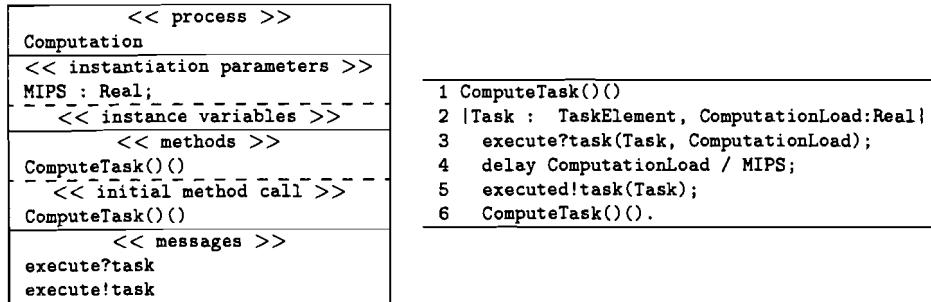 << process >>
Computation
<< instantiation parameters >>
MIPS : Real;
<< instance variables >>
<< methods >>
ComputeTask()()
<< initial method call >>
ComputeTask()()
<< messages >>
execute?task
execute!task
1 ComputeTask()()
2 |Task : TaskElement, ComputationLoad:Real|
3 execute?task(Task, ComputationLoad);
4 delay ComputationLoad / MIPS;
5 executed!task(Task);
6 ComputeTask()().